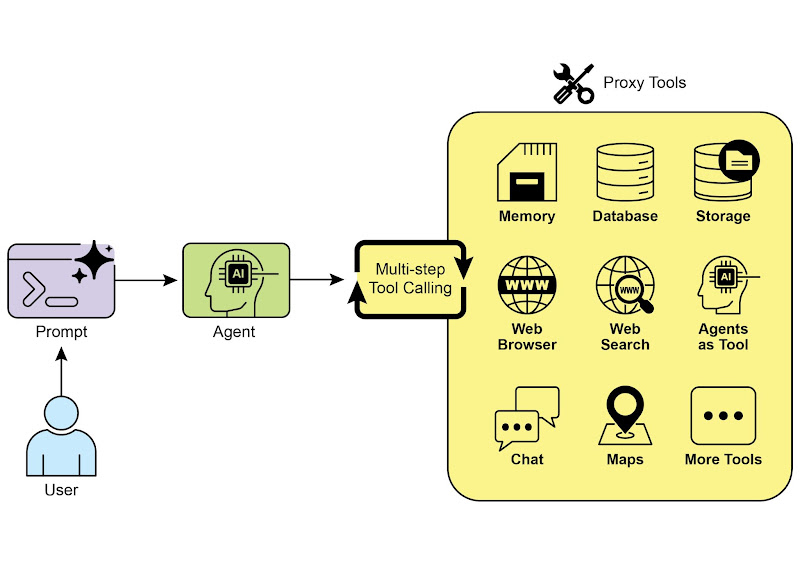 Proxy Tools
Memory
Database
Storage
Multi-step
Tool Calling
AI
Prompt
Agent
WWW
WWW
AI
Web
Browser
Web
Search
Agents
as Tool
User
Chat
Maps
More Tools